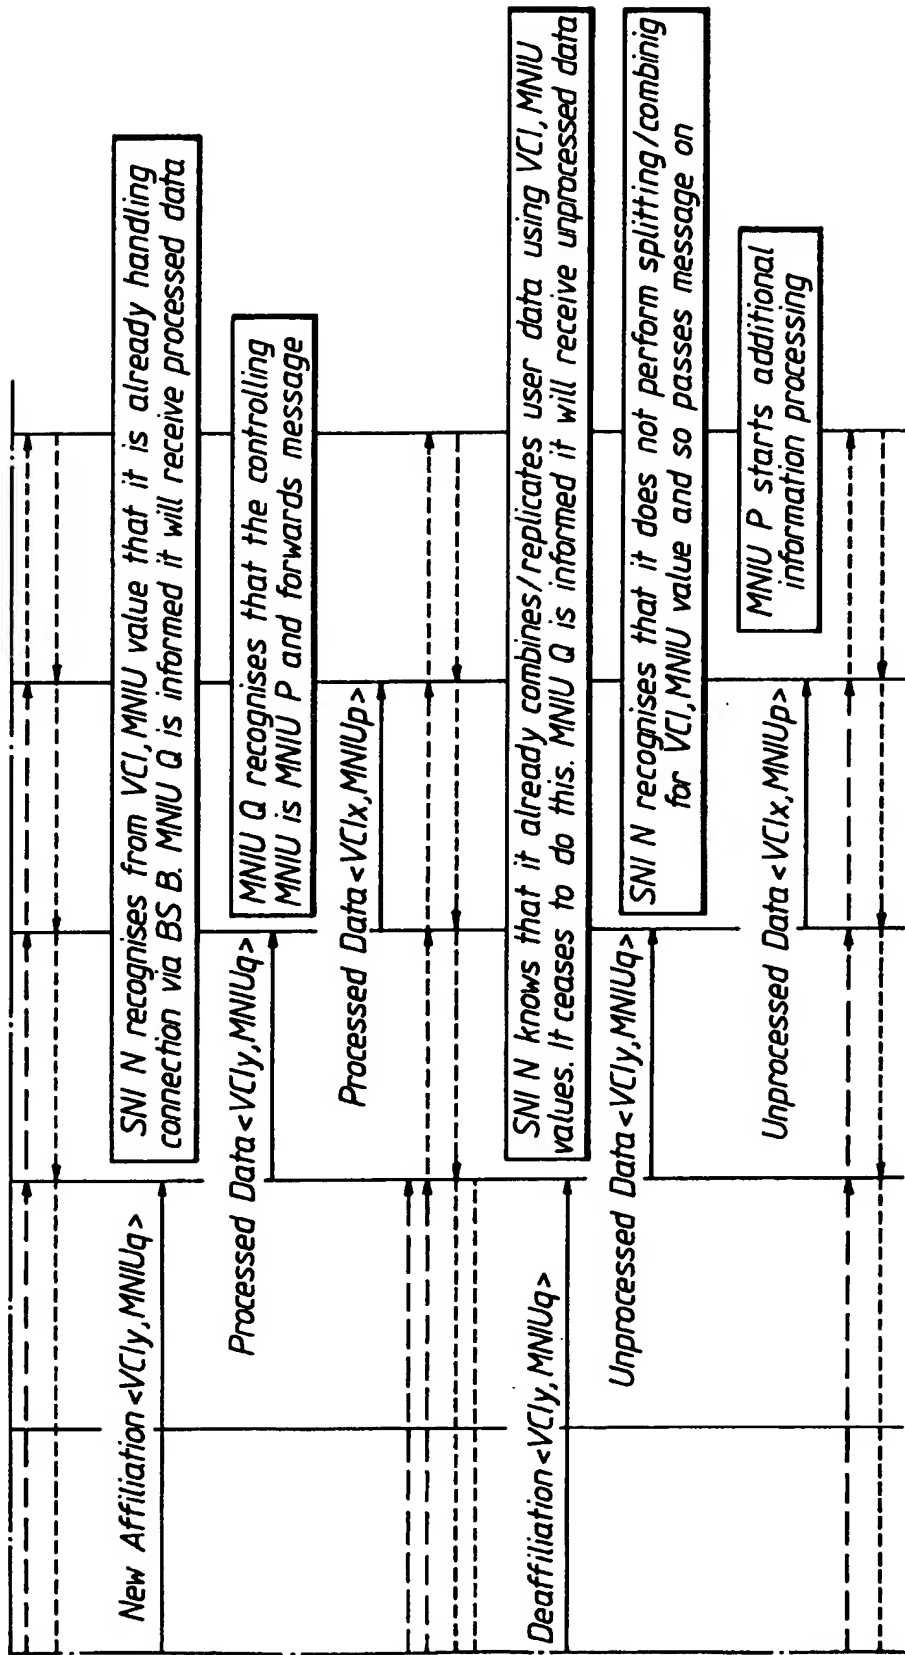 New Affiliation<VCIy,MNIUq>
SNI N recognises from VCI,MNIU value that it is already handling
connection via BS B. MNIU Q is informed it will receive processed data
Processed Data<VCIy,MNIUq>
MNIU Q recognises that the controlling
MNIU is MNIU P and forwards message
Processed Data<VCIx,MNIUp>
Deaffiliation<VCIy,MNIUq>
SNI N knows that it already combines/replicates user data using VCI,MNIU
values. It ceases to do this. MNIU Q is informed it will receive unprocessed data
Unprocessed Data<VCIy,MNIUq>
SNI N recognises that it does not perform splitting/combinig
for VCI,MNIU value and so passes message on
Unprocessed Data<VCIx,MNIUp>
MNIU P starts additional
information processing